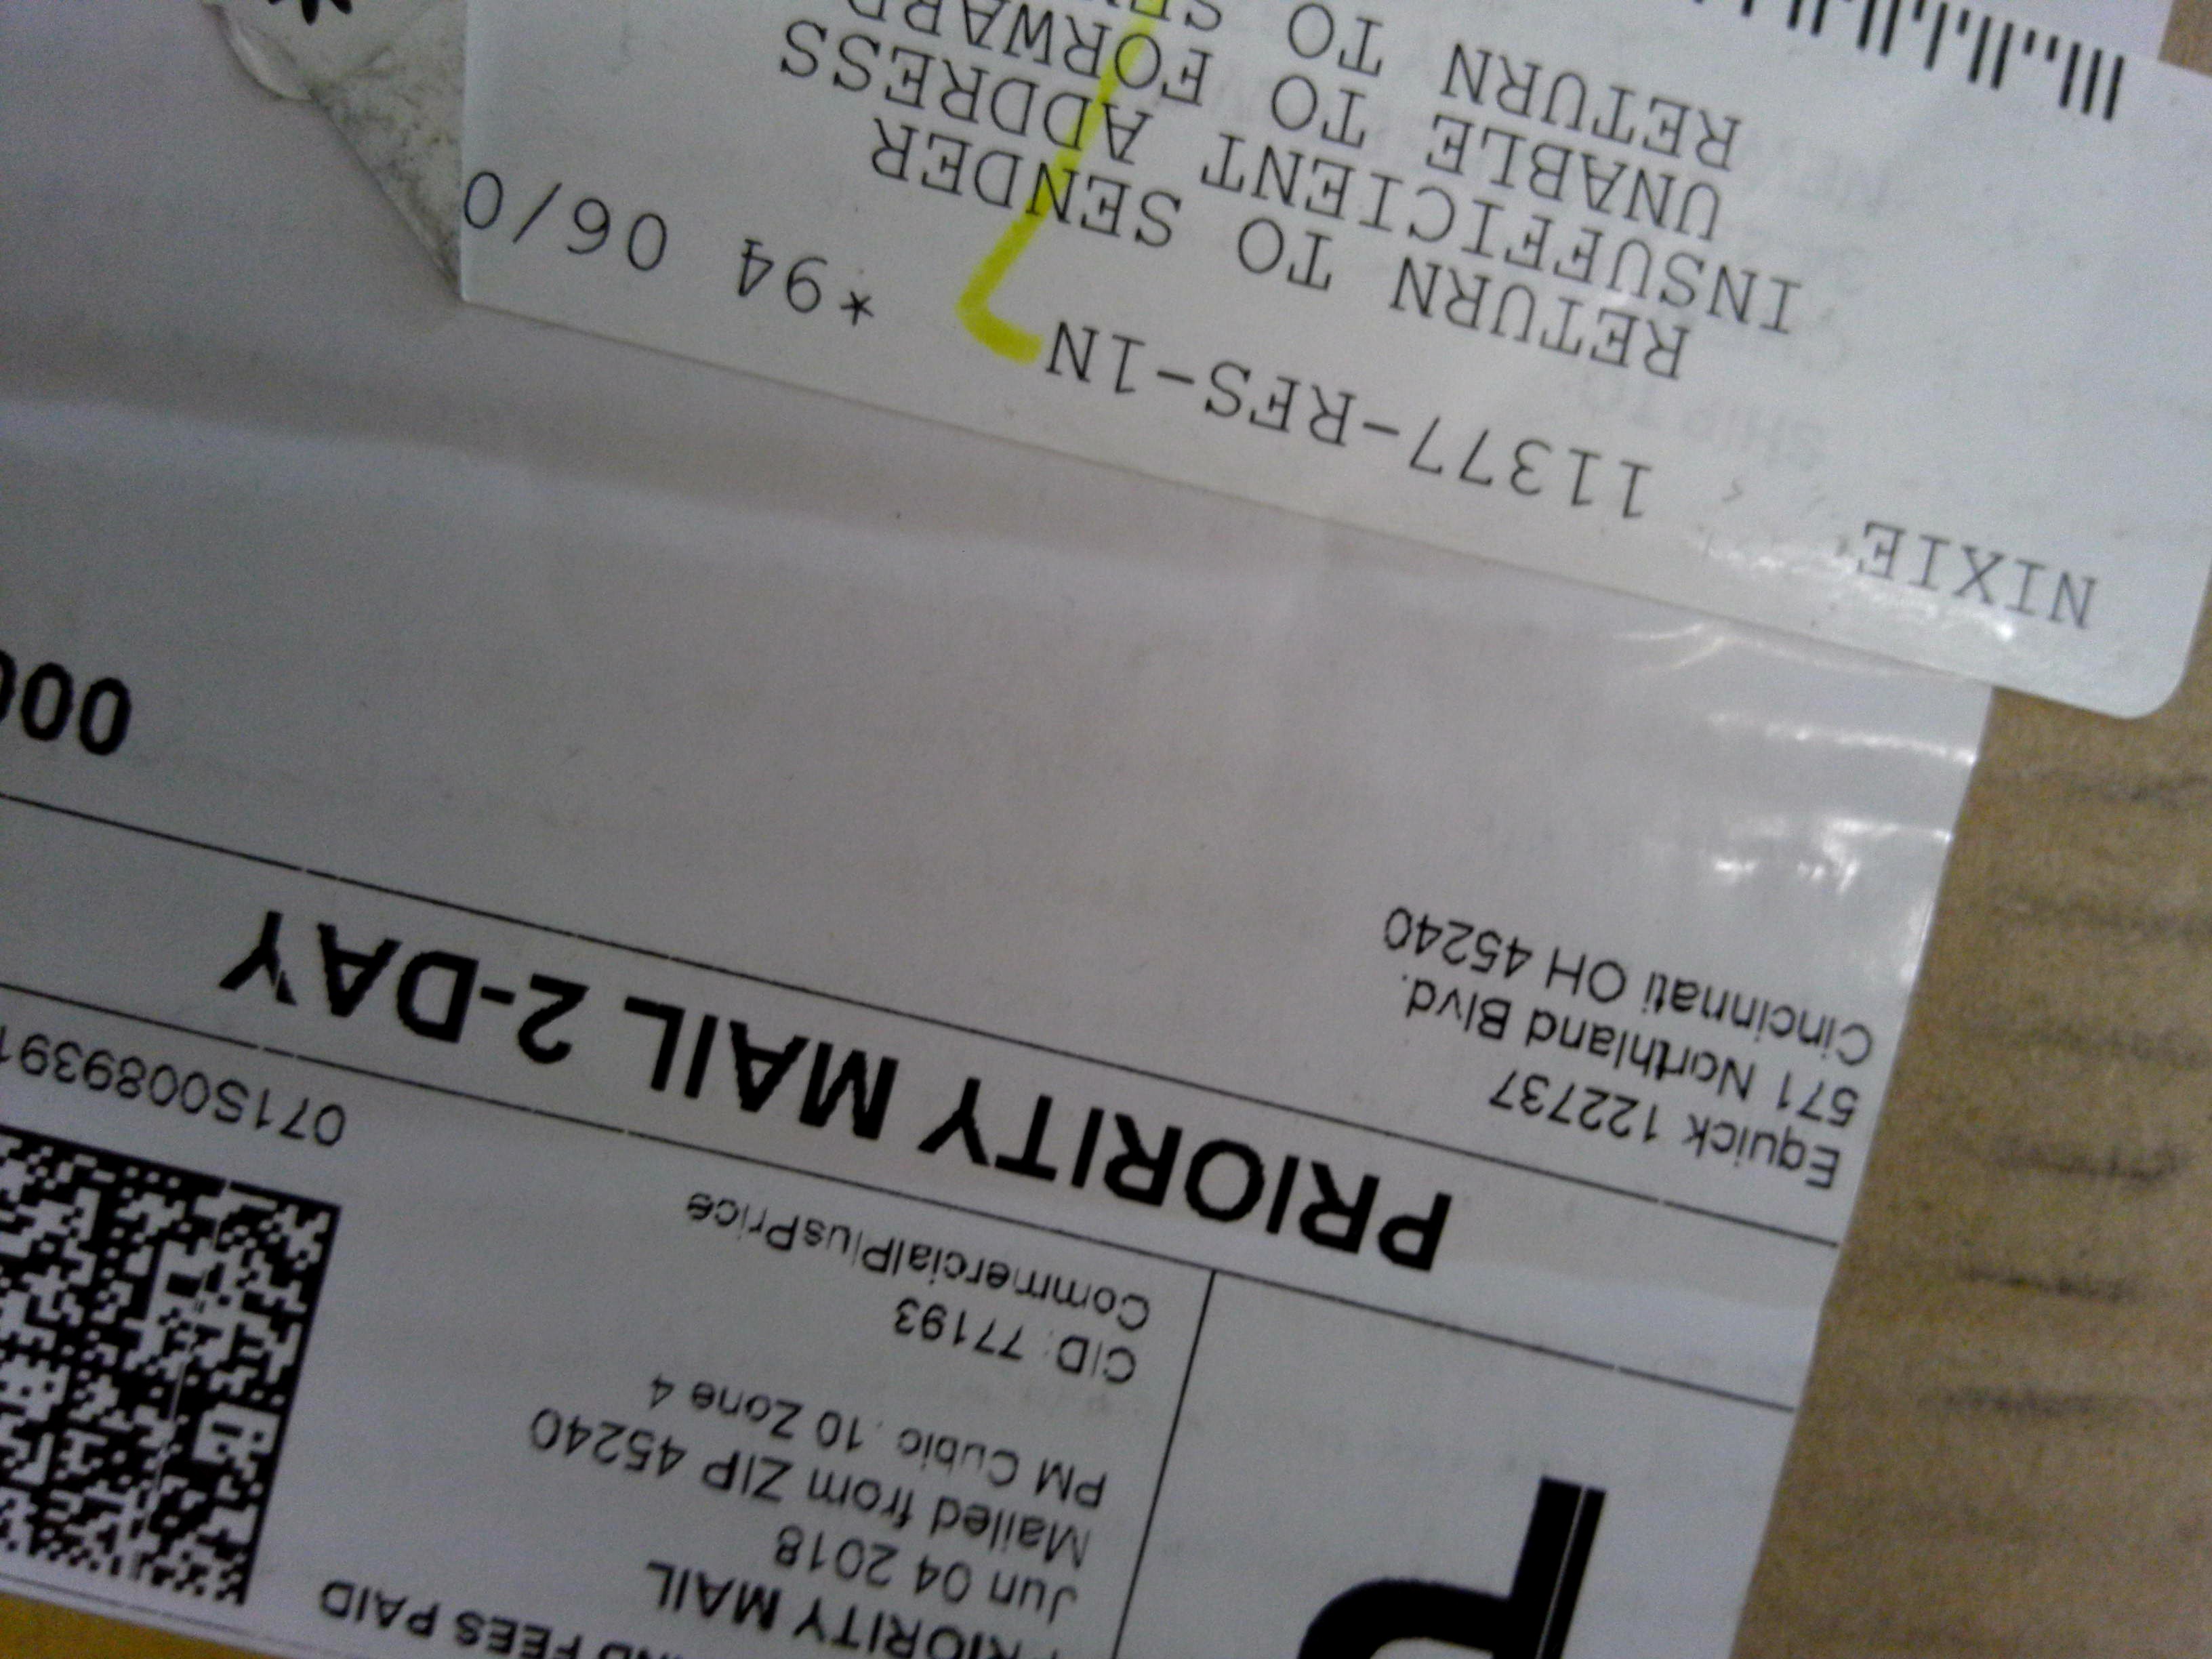 ND FEES PAID
PRIORITY MAIL
Jun 04 2018
Mailed from ZIP 45240
PM Cubic .10 Zone 4
CID: 77193
CommercialPlusPrice
071S0089391
P
PRIORITY MAIL 2-DAY
Equick 122737
571 Northland Blvd.
Cincinnati OH 45240
000
NIXIE
11377-RFS-1N *94 06/0
RETURN TO SENDER
INSUFFICIENT ADDRESS
UNABLE TO FORWARD
RETURN TO SE